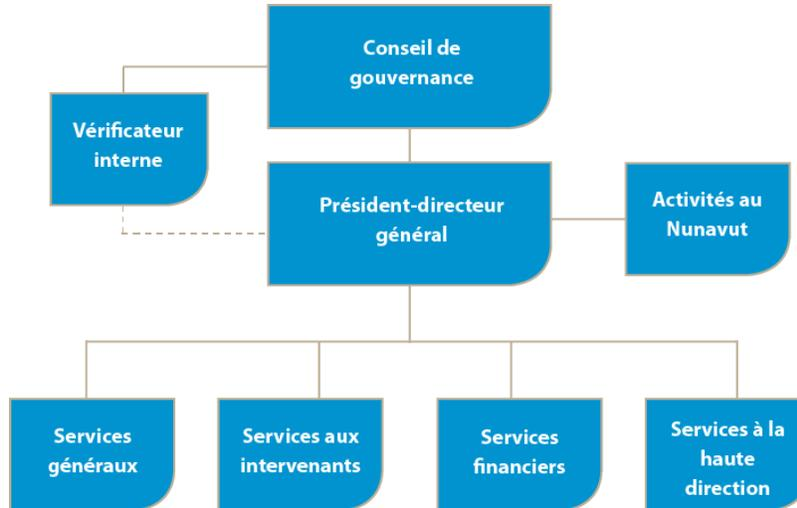 Conseil de
gouvernance
Vérificateur
interne
Président-directeur
général
Activités au
Nunavut
Services
généraux
Services aux
intervenants
Services
financiers
Services à la
haute
direction